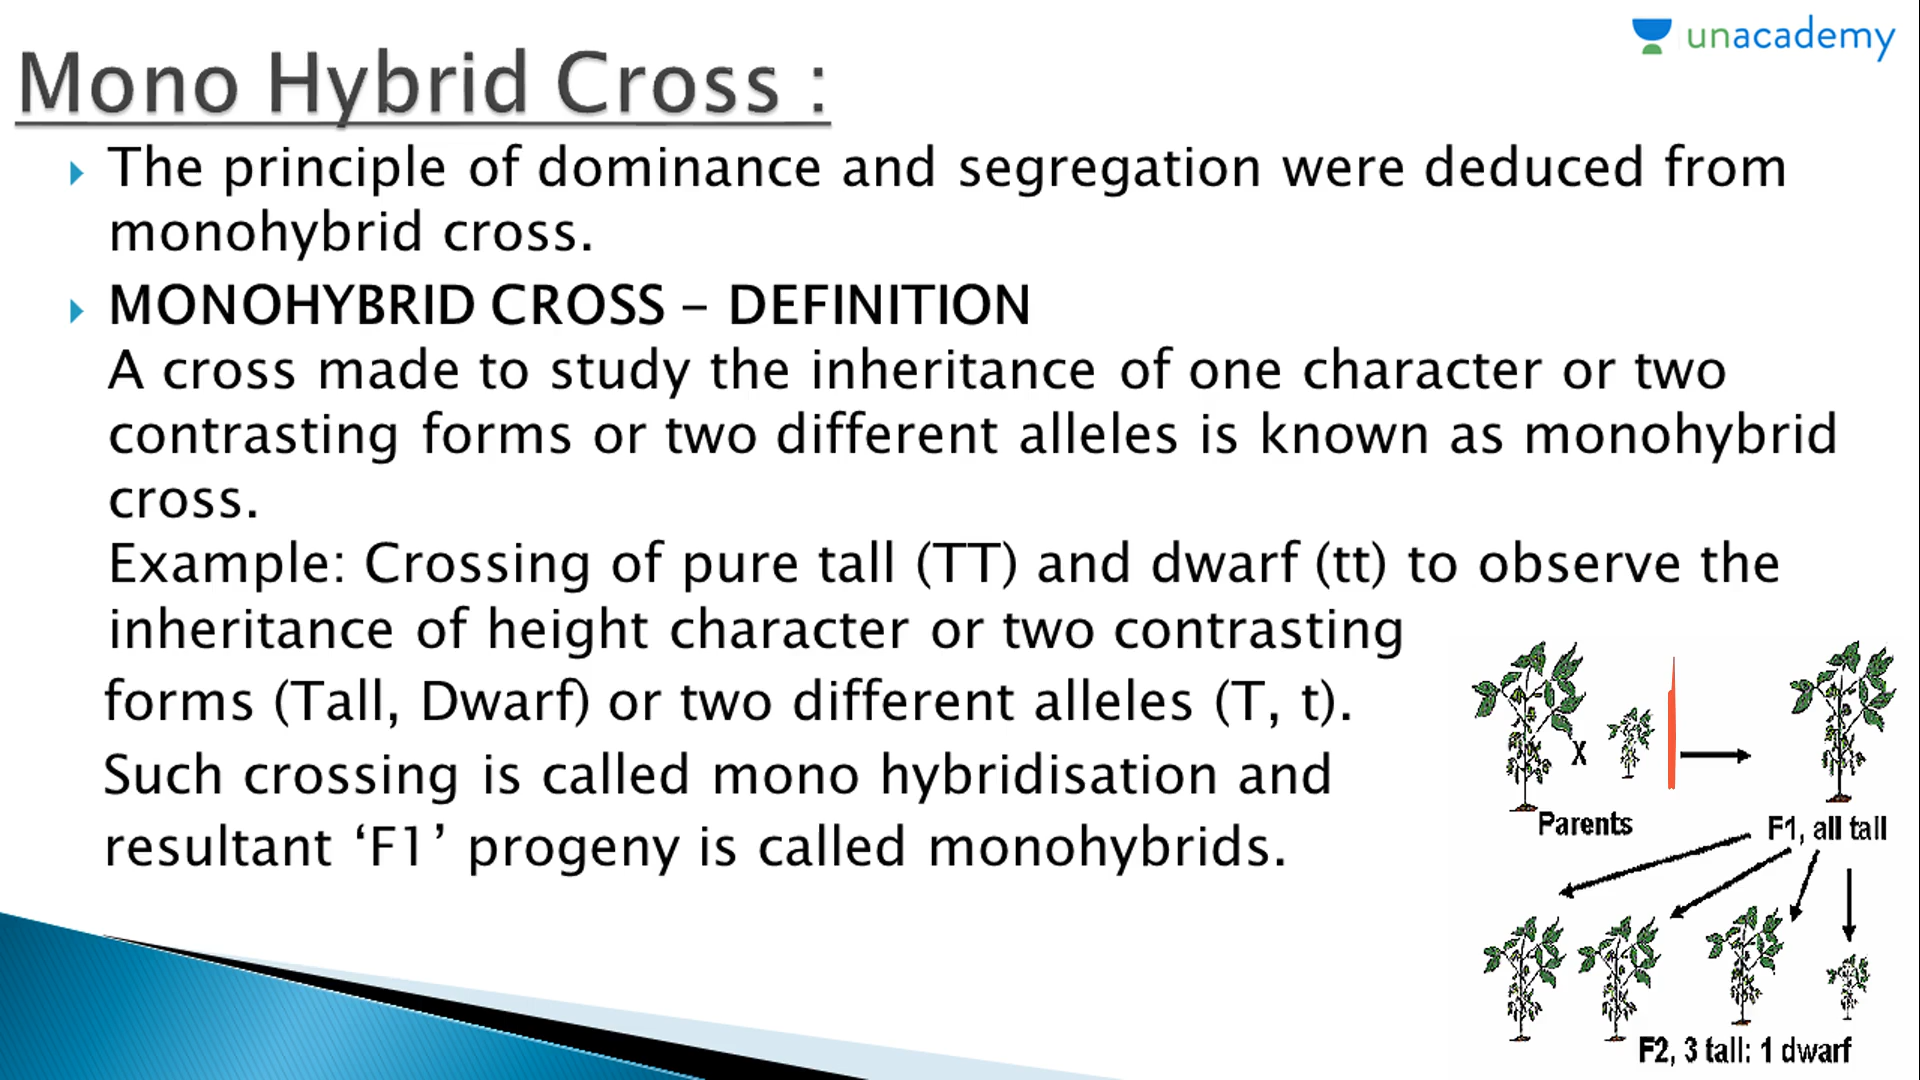 unacademy
Mono Hybrid Cross :
The principle of dominance and segregation were deduced from
monohybrid cross.
MONOHYBRID CROSS – DEFINITION
A cross made to study the inheritance of one character or two
contrasting forms or two different alleles is known as monohybrid
cross.
Example: Crossing of pure tall (TT) and dwarf (tt) to observe the
inheritance of height character or two contrasting
forms (Tall, Dwarf) or two different alleles (T, t).
Such crossing is called mono hybridisation and
resultant ‘F1’ progeny is called monohybrids.
X
Parents
F1, all tall
F2, 3 tall: 1 dwarf